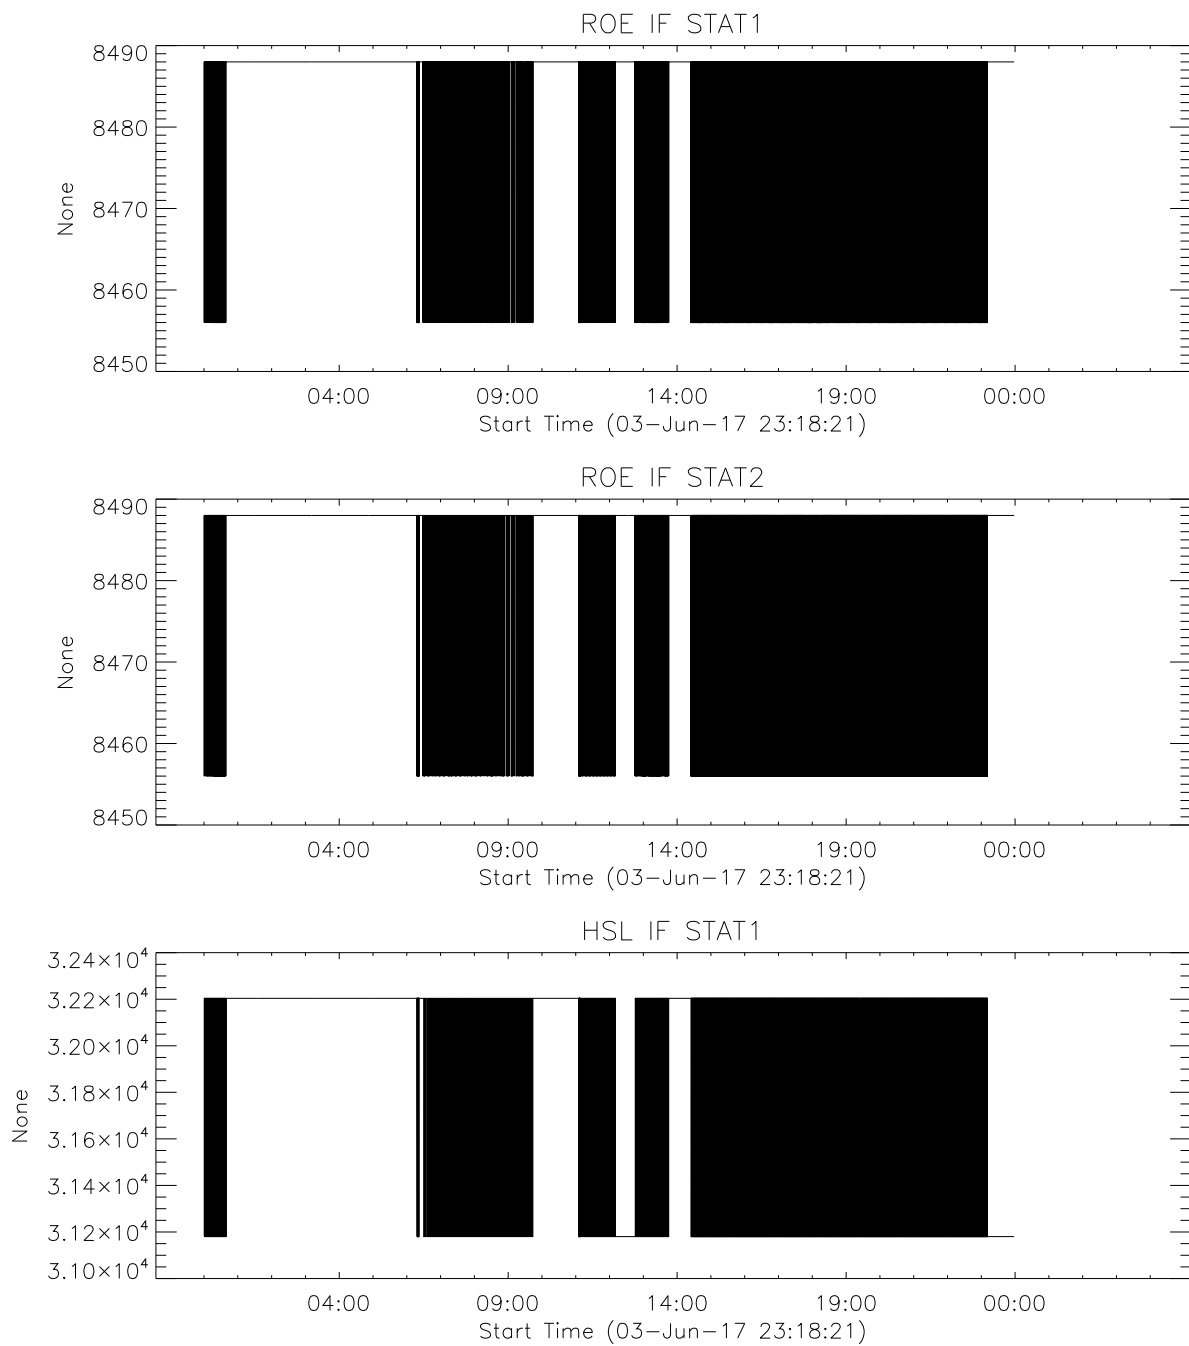 ROE IF STAT1
8490
8480
8470
8460
8450
None
04:00 09:00 14:00 19:00 00:00
Start Time (03-Jun-17 23:18:21)
ROE IF STAT2
8490
8480
8470
8460
8450
None
04:00 09:00 14:00 19:00 00:00
Start Time (03-Jun-17 23:18:21)
HSL IF STAT1
3.24×10⁴
3.22×10⁴
3.20×10⁴
3.18×10⁴
3.16×10⁴
3.14×10⁴
3.12×10⁴
3.10×10⁴
None
04:00 09:00 14:00 19:00 00:00
Start Time (03-Jun-17 23:18:21)